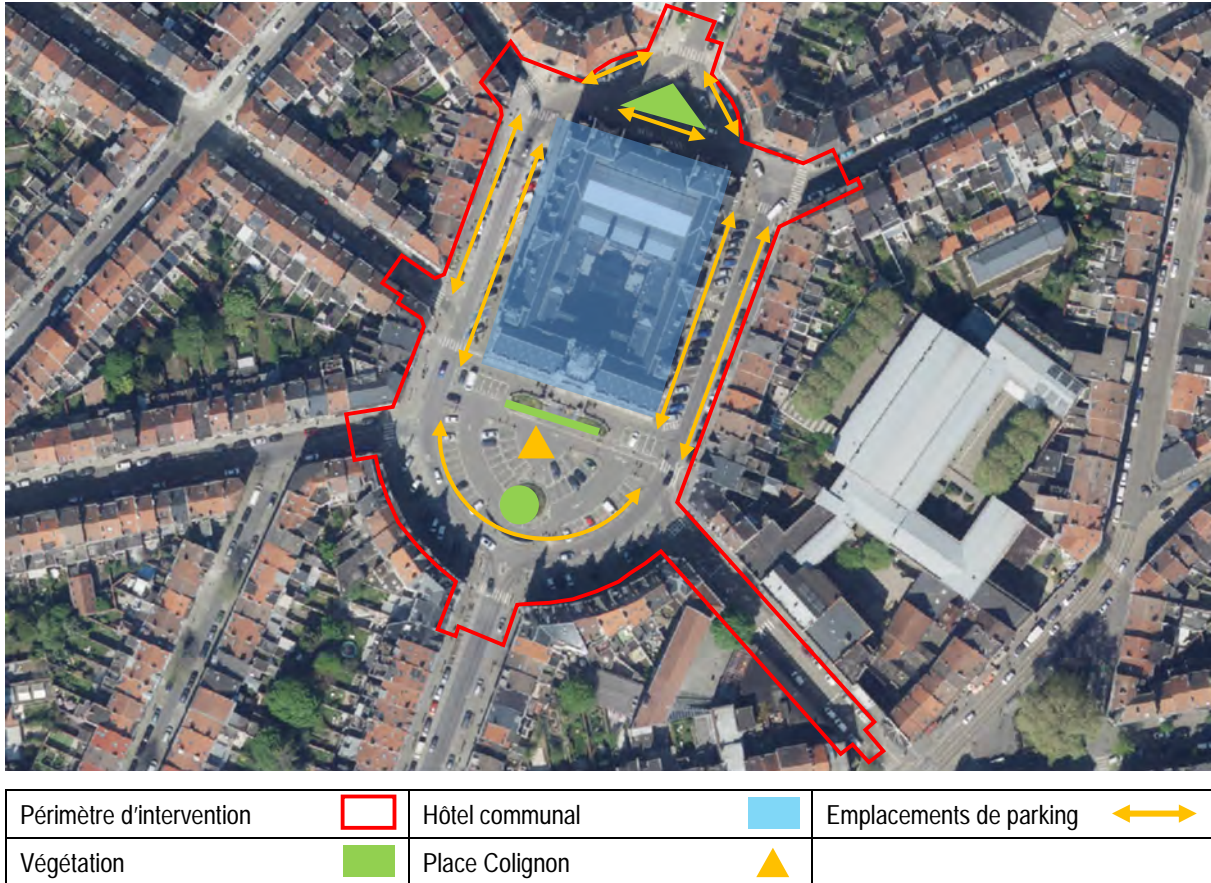 Périmètre d'intervention
Hôtel communal
Emplacements de parking
Végétation
Place Colignon